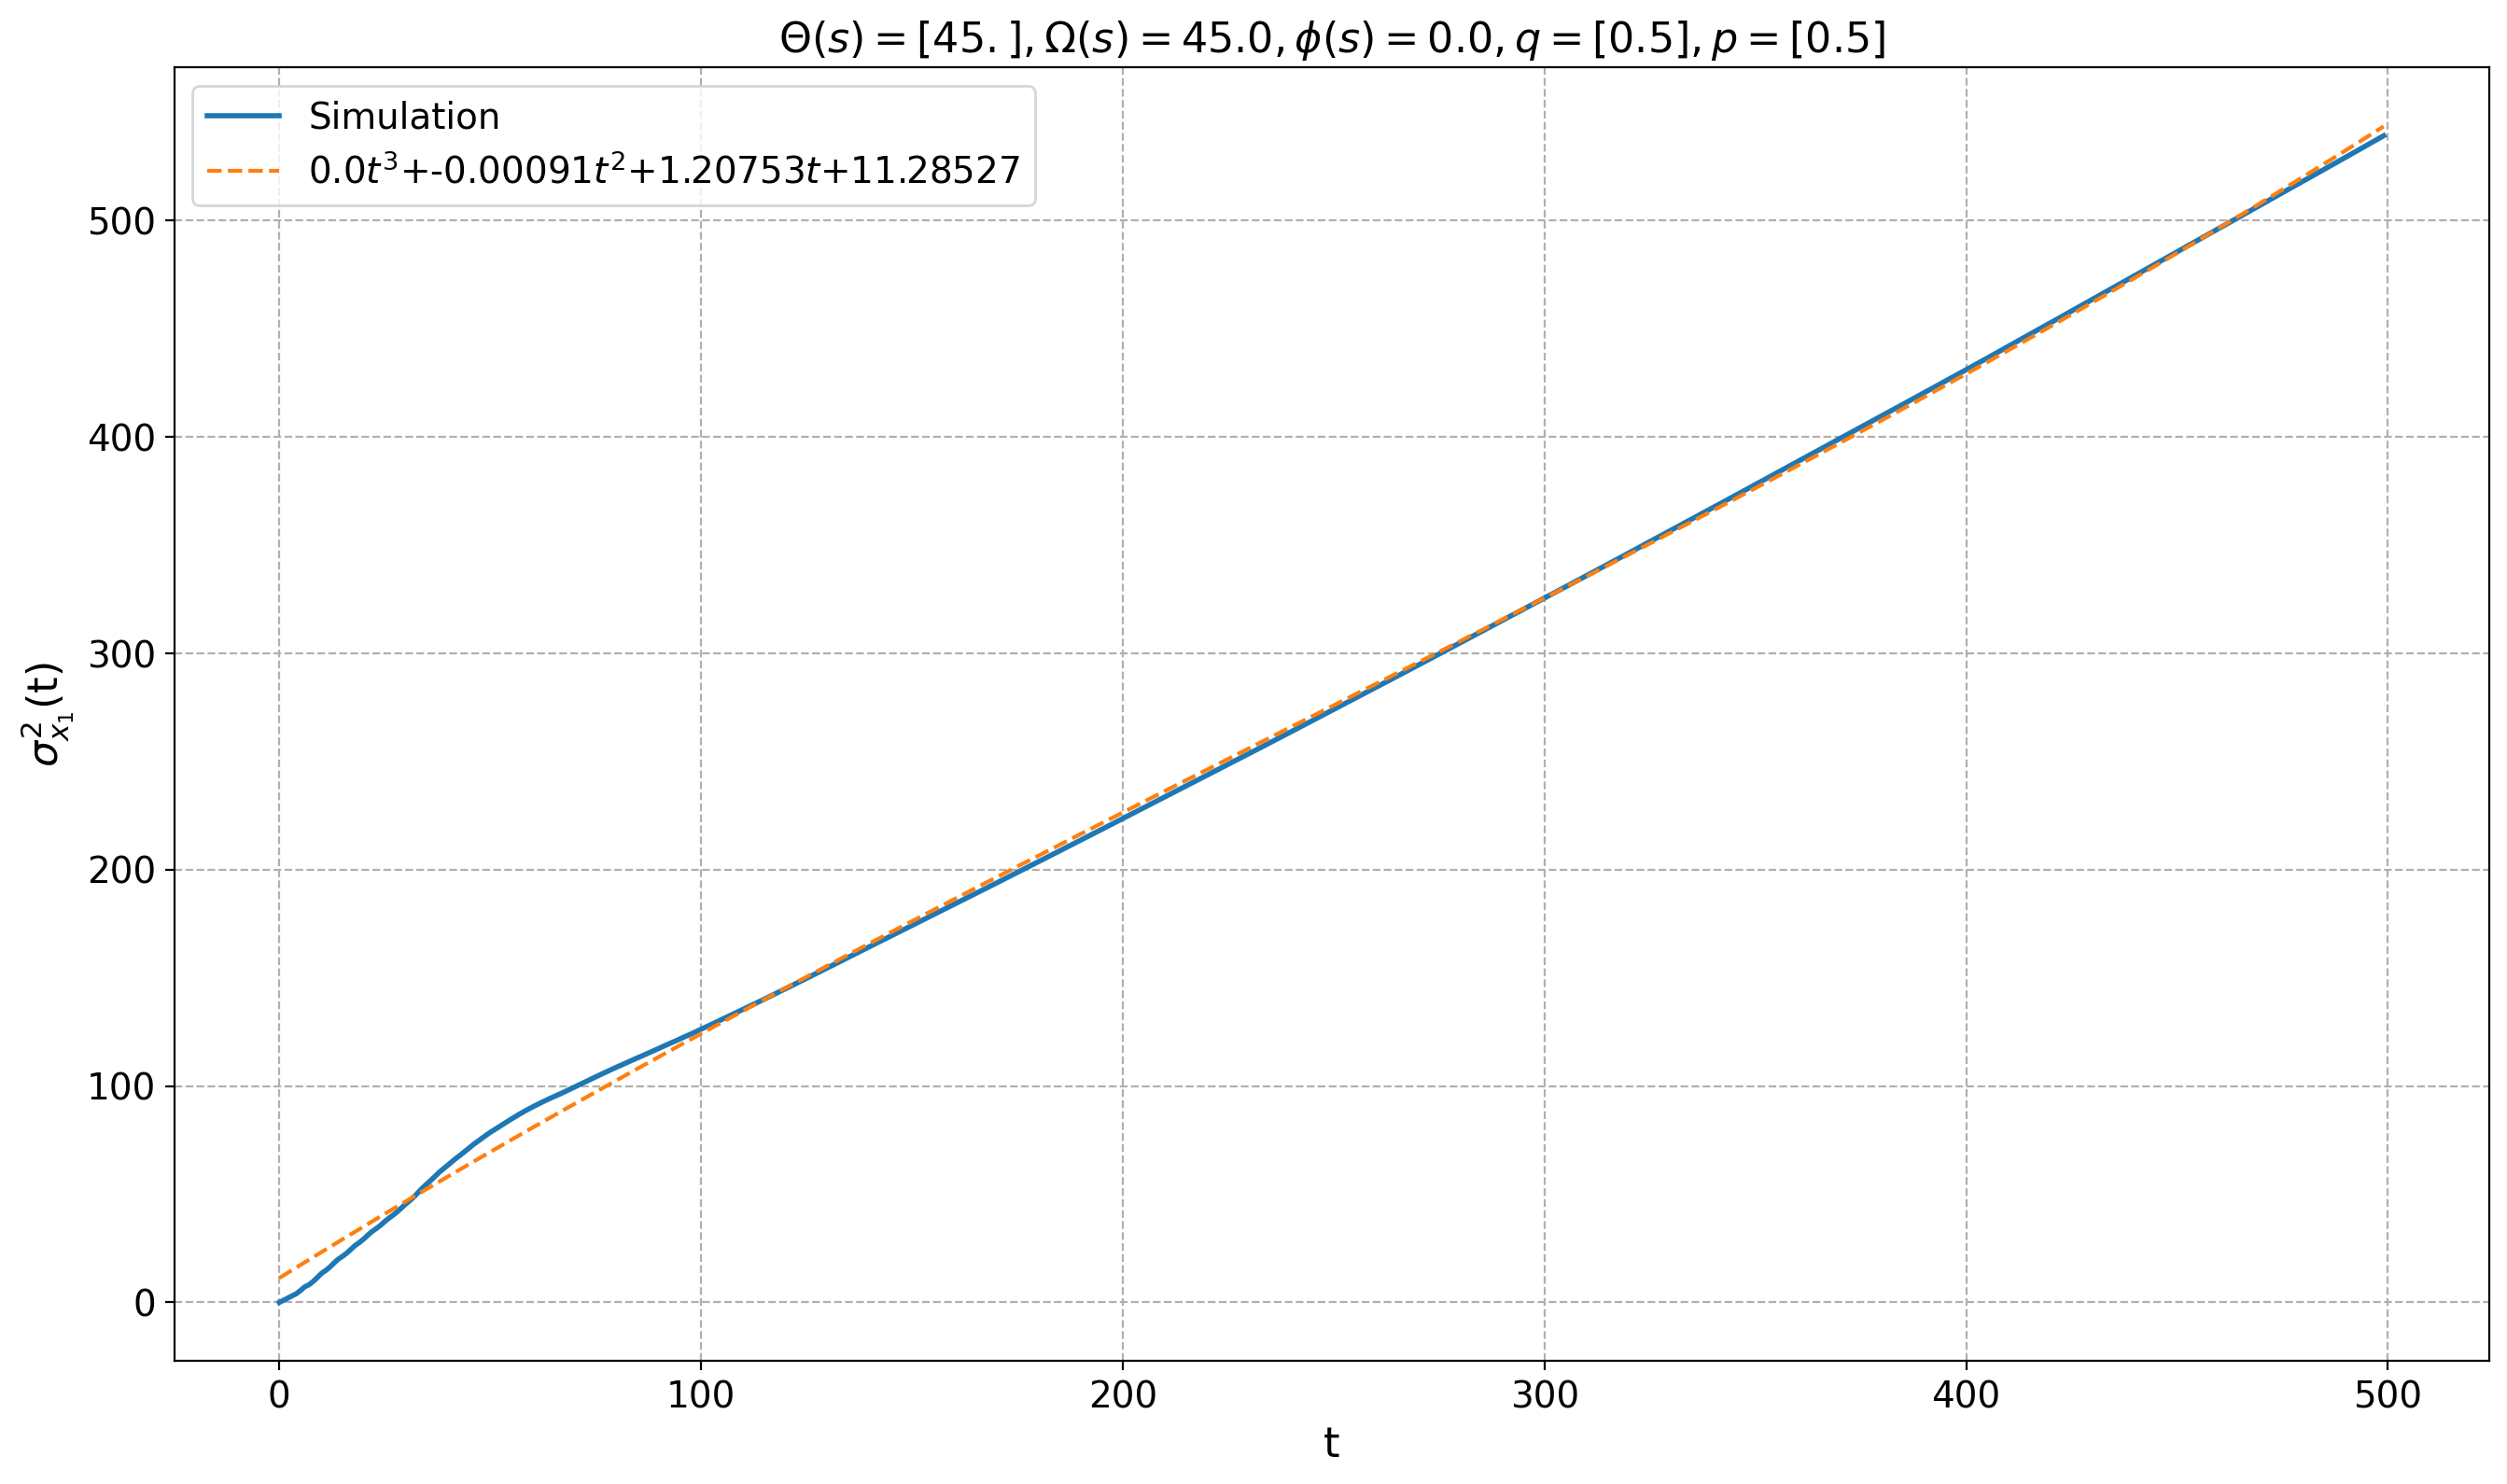 Θ(s) = [45. ], Ω(s) = 45.0, ϕ(s) = 0.0, q = [0.5], p = [0.5]
Simulation
0.0t³+-0.00091t²+1.20753t+11.28527
500
400
300
200
100
0
σ²ₓ₁(t)
0 100 200 300 400 500
t